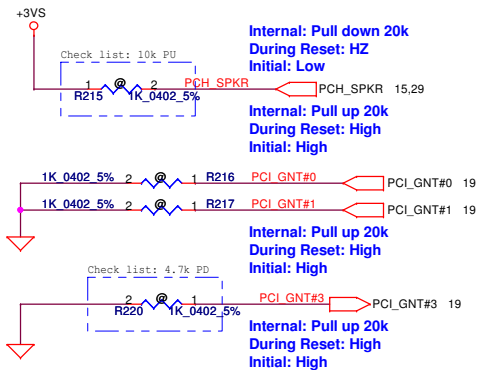 +3VS
Internal: Pull down 20k
During Reset: HZ
Initial: Low
Check list: 10k PU
1 @ 2 PCH_SPKR
PCH_SPKR 15,29
R215 1K_0402_5%
Internal: Pull up 20k
During Reset: High
Initial: High
1K_0402_5% 2 @ 1 R216 PCI_GNT#0
PCI_GNT#0 19
1K_0402_5% 2 @ 1 R217 PCI_GNT#1
PCI_GNT#1 19
Internal: Pull up 20k
During Reset: High
Initial: High
Check list: 4.7k PD
2 @ 1 PCI_GNT#3
PCI_GNT#3 19
R220 1K_0402_5%
Internal: Pull up 20k
During Reset: High
Initial: High